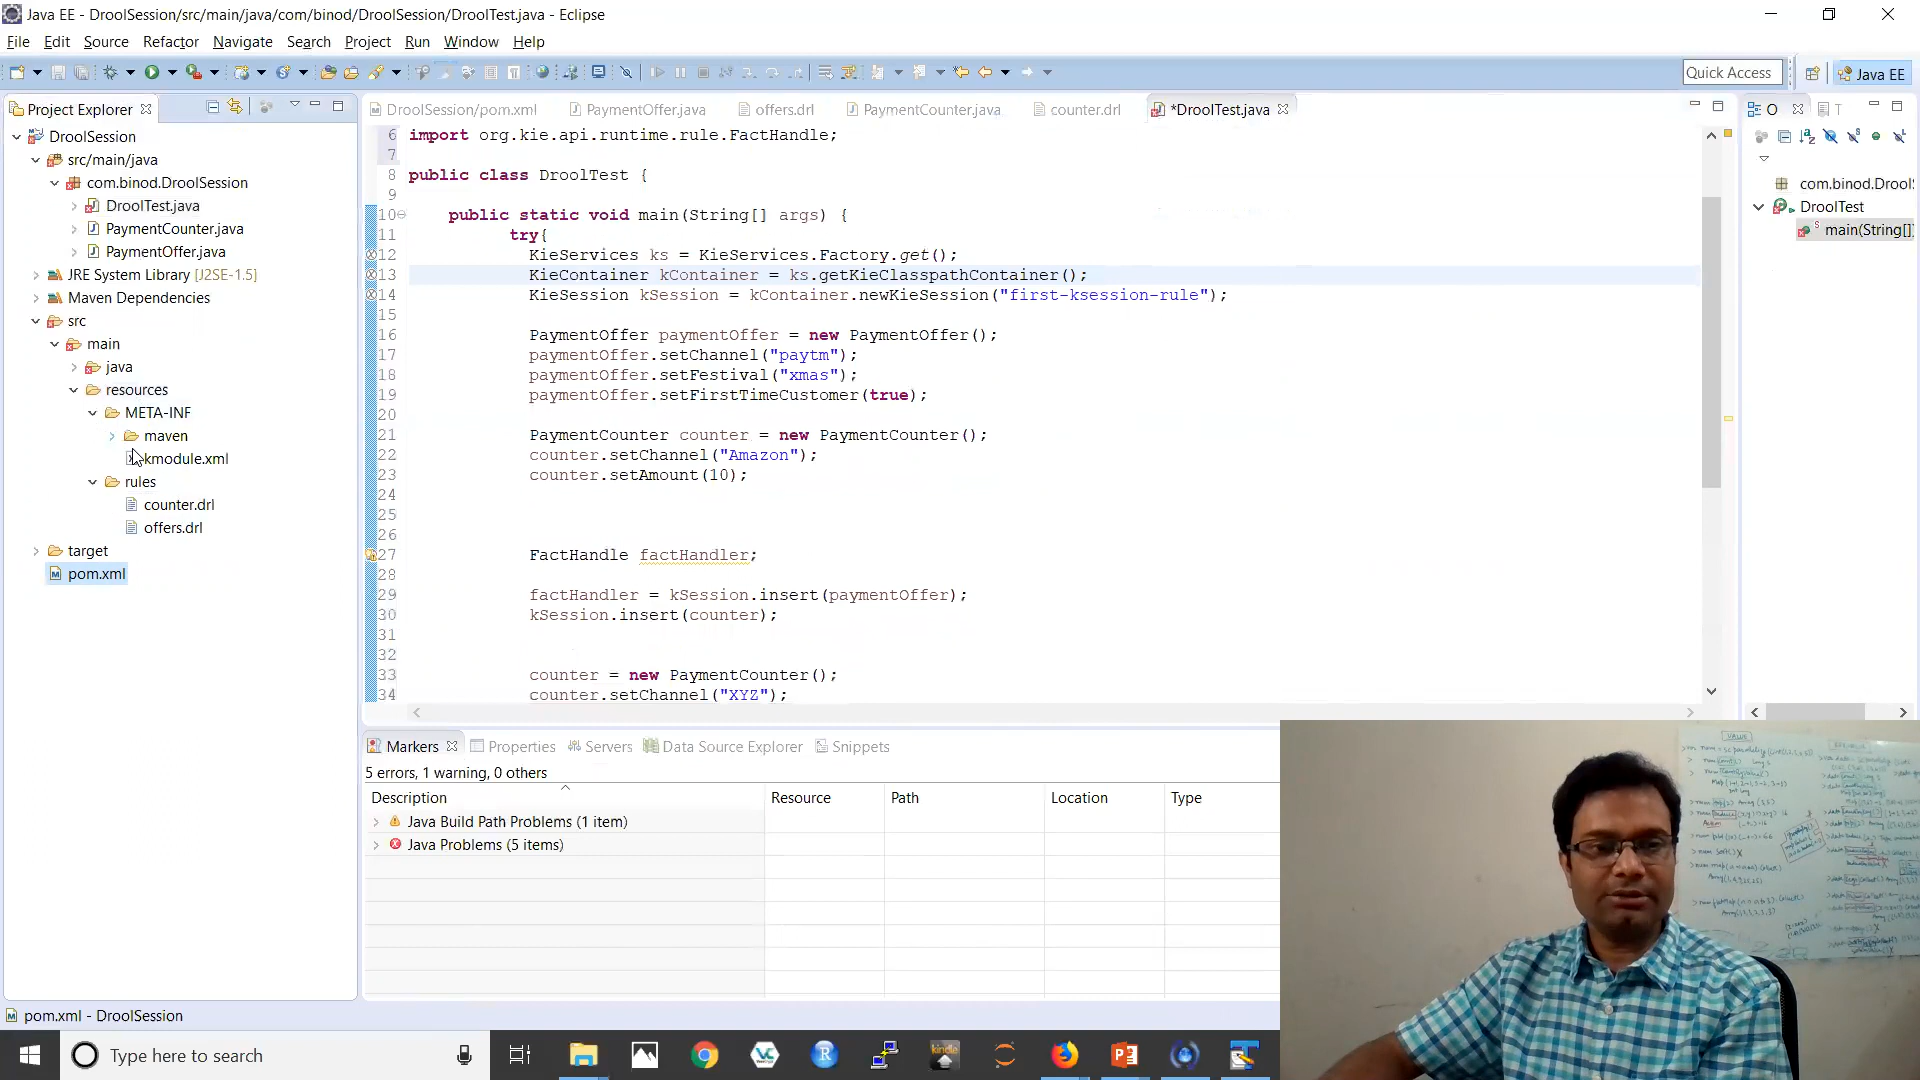 Java EE - DroolSession/src/main/java/com/binod/DroolSession/DroolTest.java - Eclipse
File Edit Source Refactor Navigate Search Project Run Window Help
Quick Access
Java EE
Project Explorer
DroolSession/pom.xml PaymentOffer.java offers.drl PaymentCounter.java counter.drl *DroolTest.java
O T
DroolSession
src/main/java
com.binod.DroolSession
DroolTest.java
PaymentCounter.java
PaymentOffer.java
JRE System Library [J2SE-1.5]
Maven Dependencies
src
main
java
resources
META-INF
maven
kmodule.xml
rules
counter.drl
offers.drl
target
pom.xml
6 import org.kie.api.runtime.rule.FactHandle;
7
8 public class DroolTest {
9
10 public static void main(String[] args) {
11 try{
12 KieServices ks = KieServices.Factory.get();
13 KieContainer kContainer = ks.getKieClasspathContainer();
14 KieSession kSession = kContainer.newKieSession("first-ksession-rule");
15
16 PaymentOffer paymentOffer = new PaymentOffer();
17 paymentOffer.setChannel("paytm");
18 paymentOffer.setFestival("xmas");
19 paymentOffer.setFirstTimeCustomer(true);
20
21 PaymentCounter counter = new PaymentCounter();
22 counter.setChannel("Amazon");
23 counter.setAmount(10);
24
25
26
27 FactHandle factHandler;
28
29 factHandler = kSession.insert(paymentOffer);
30 kSession.insert(counter);
31
32
33 counter = new PaymentCounter();
34 counter.setChannel("XYZ");
com.binod.DroolS
DroolTest
main(String[]
Markers Properties Servers Data Source Explorer Snippets
5 errors, 1 warning, 0 others
Description Resource Path Location Type
Java Build Path Problems (1 item)
Java Problems (5 items)
pom.xml - DroolSession
Type here to search
kindle
VALUE